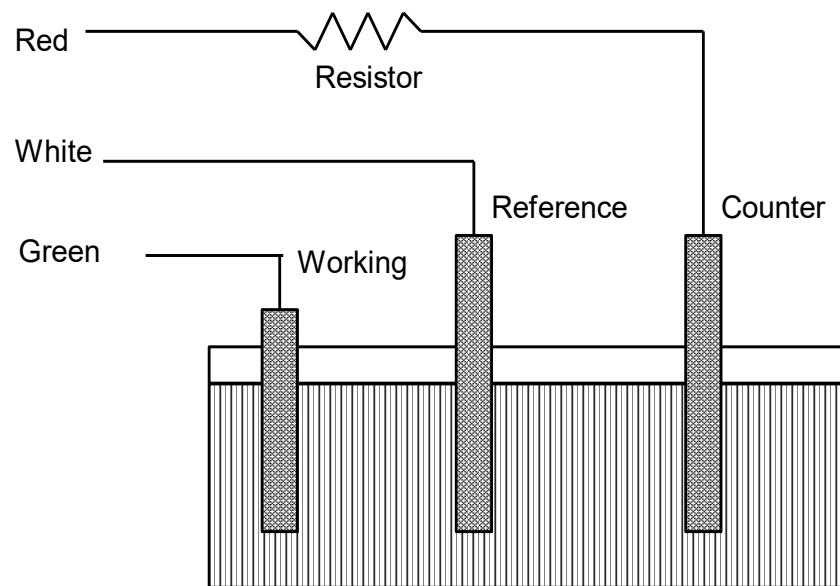 Red
Resistor
White
Reference
Counter
Green
Working